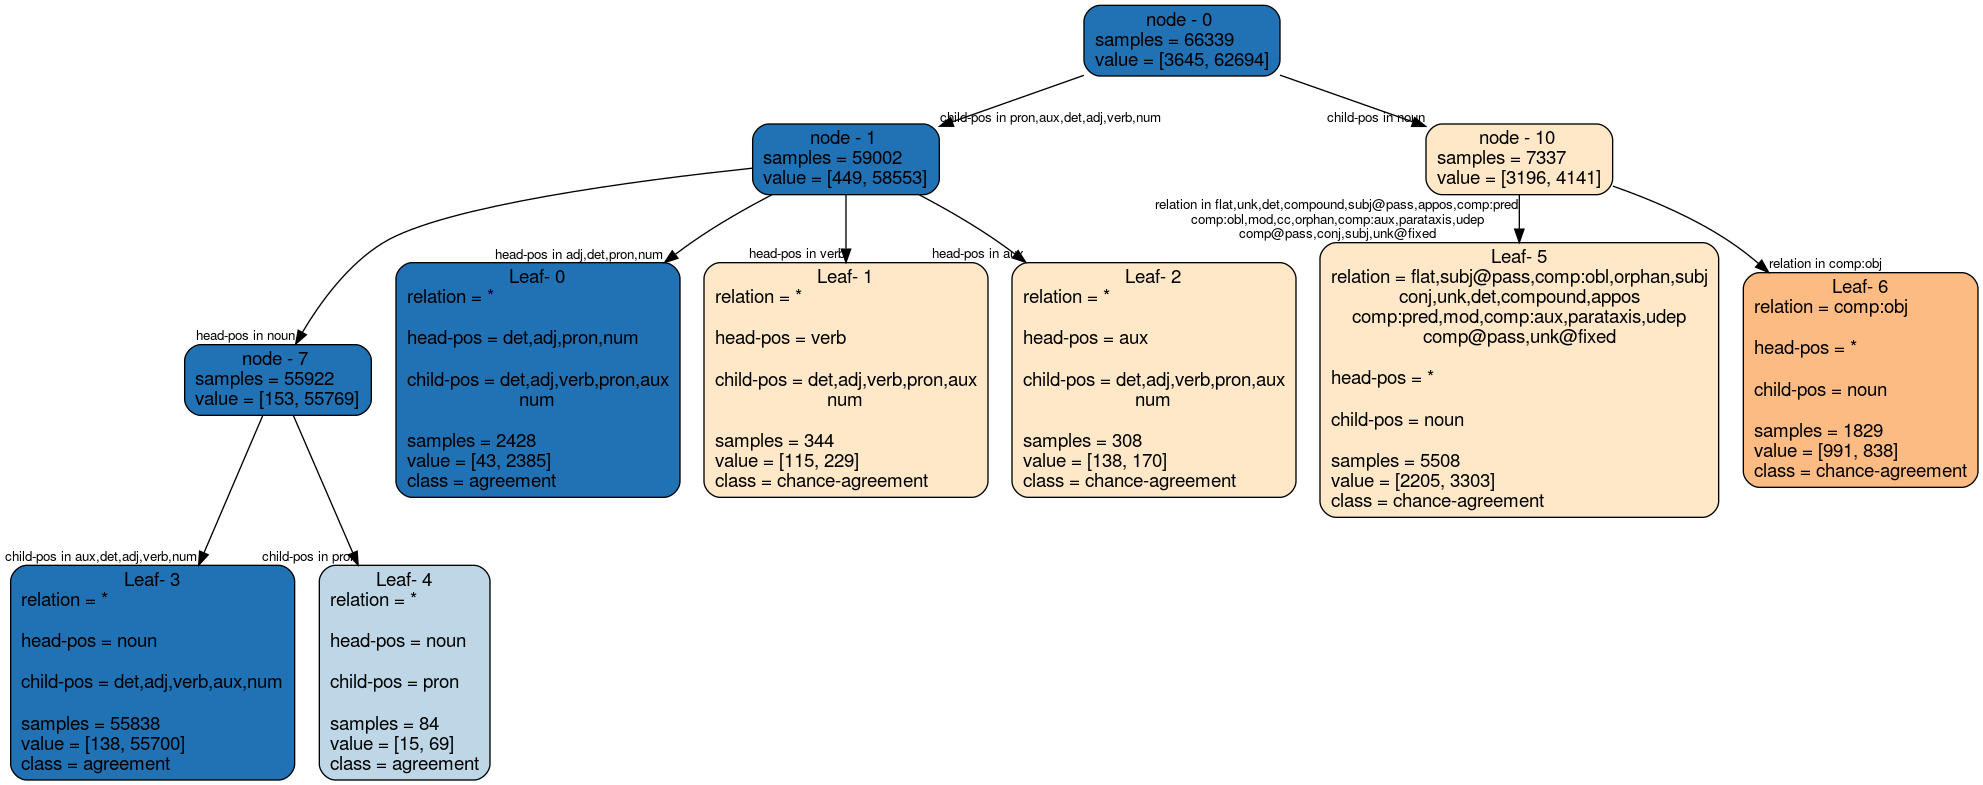 node - 0
samples = 66339
value = [3645, 62694]
child-pos in pron,aux,det,adj,verb,num
child-pos in noun
node - 1
samples = 59002
value = [449, 58553]
node - 10
samples = 7337
value = [3196, 4141]
head-pos in noun
head-pos in adj,det,pron,num
head-pos in verb
head-pos in aux
relation in flat,unk,det,compound,subj@pass,appos,comp:pred
comp:obl,mod,cc,orphan,comp:aux,parataxis,udep
comp@pass,conj,subj,unk@fixed
relation in comp:obj
node - 7
samples = 55922
value = [153, 55769]
Leaf- 0
relation = *
head-pos = det,adj,pron,num
child-pos = det,adj,verb,pron,aux
num
samples = 2428
value = [43, 2385]
class = agreement
Leaf- 1
relation = *
head-pos = verb
child-pos = det,adj,verb,pron,aux
num
samples = 344
value = [115, 229]
class = chance-agreement
Leaf- 2
relation = *
head-pos = aux
child-pos = det,adj,verb,pron,aux
num
samples = 308
value = [138, 170]
class = chance-agreement
Leaf- 5
relation = flat,subj@pass,comp:obl,orphan,subj
conj,unk,det,compound,appos
comp:pred,mod,comp:aux,parataxis,udep
comp@pass,unk@fixed
head-pos = *
child-pos = noun
samples = 5508
value = [2205, 3303]
class = chance-agreement
Leaf- 6
relation = comp:obj
head-pos = *
child-pos = noun
samples = 1829
value = [991, 838]
class = chance-agreement
child-pos in aux,det,adj,verb,num
child-pos in pron
Leaf- 3
relation = *
head-pos = noun
child-pos = det,adj,verb,aux,num
samples = 55838
value = [138, 55700]
class = agreement
Leaf- 4
relation = *
head-pos = noun
child-pos = pron
samples = 84
value = [15, 69]
class = agreement